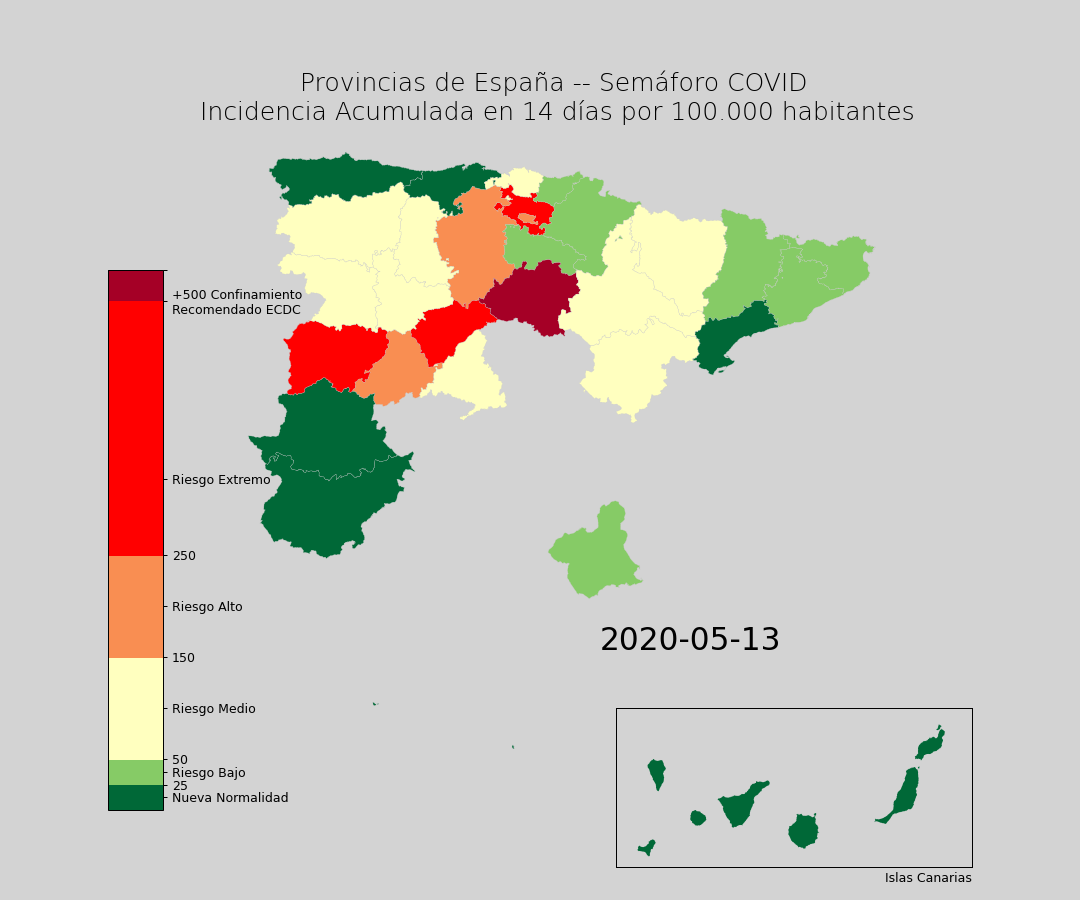 Provincias de España -- Semáforo COVID
Incidencia Acumulada en 14 días por 100.000 habitantes
+500 Confinamiento
Recomendado ECDC
Riesgo Extremo
250
Riesgo Alto
150
Riesgo Medio
50
Riesgo Bajo
25
Nueva Normalidad
2020-05-13
Islas Canarias